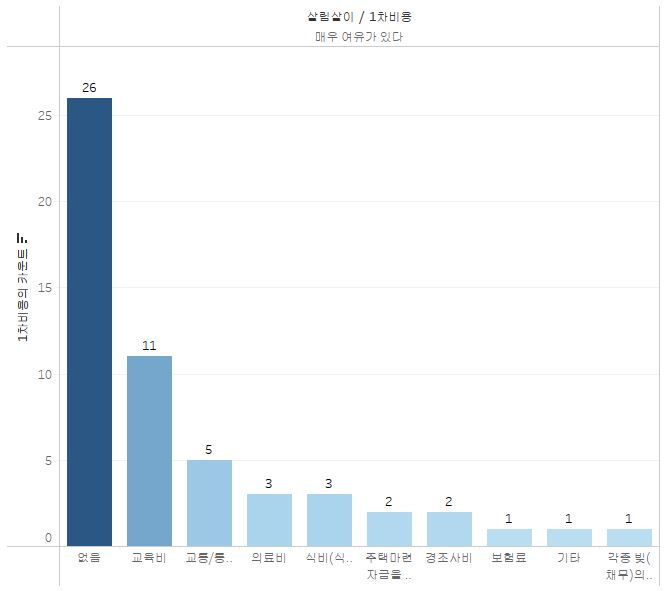 살림살이 / 1차비용
매우 여유가 있다
1차비용의 카운트
25
20
15
10
5
0
26
11
5
3
3
2
2
1
1
1
없음
교육비
교통/통..
의료비
식비(식..
주택마련
자금을..
경조사비
보험료
기타
각종 빚(
채무)의..